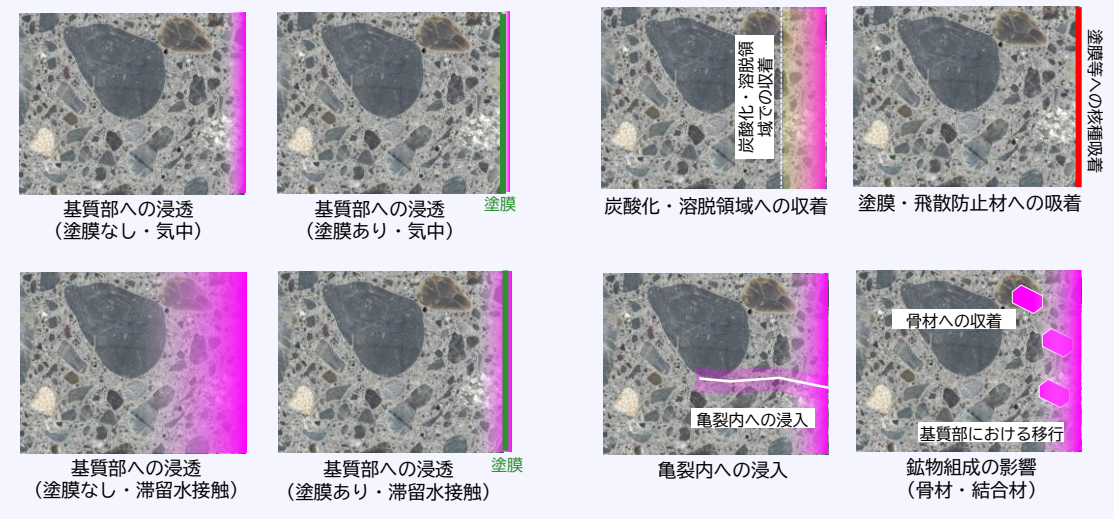 基質部への浸透
（塗膜なし・気中）
基質部への浸透
（塗膜あり・気中）
塗膜
炭酸化・溶脱領
域での収着
炭酸化・溶脱領域への収着
塗膜等への核種吸着
塗膜・飛散防止材への吸着
基質部への浸透
（塗膜なし・滞留水接触）
基質部への浸透
（塗膜あり・滞留水接触）
塗膜
亀裂内への浸入
亀裂内への浸入
骨材への収着
基質部における移行
鉱物組成の影響
（骨材・結合材）